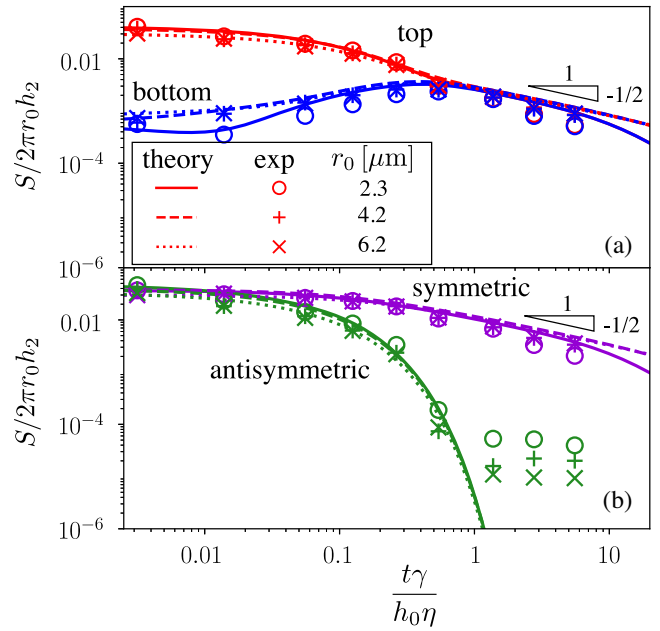 top
0.01
1
-1/2
bottom
S/2πr₀h₂
10⁻⁴
theory exp r₀ [μm]
2.3
4.2
6.2
(a)
10⁻⁶
symmetric
1
-1/2
0.01
antisymmetric
S/2πr₀h₂
10⁻⁴
(b)
10⁻⁶
0.01 0.1 1 10
tγ
h₀η